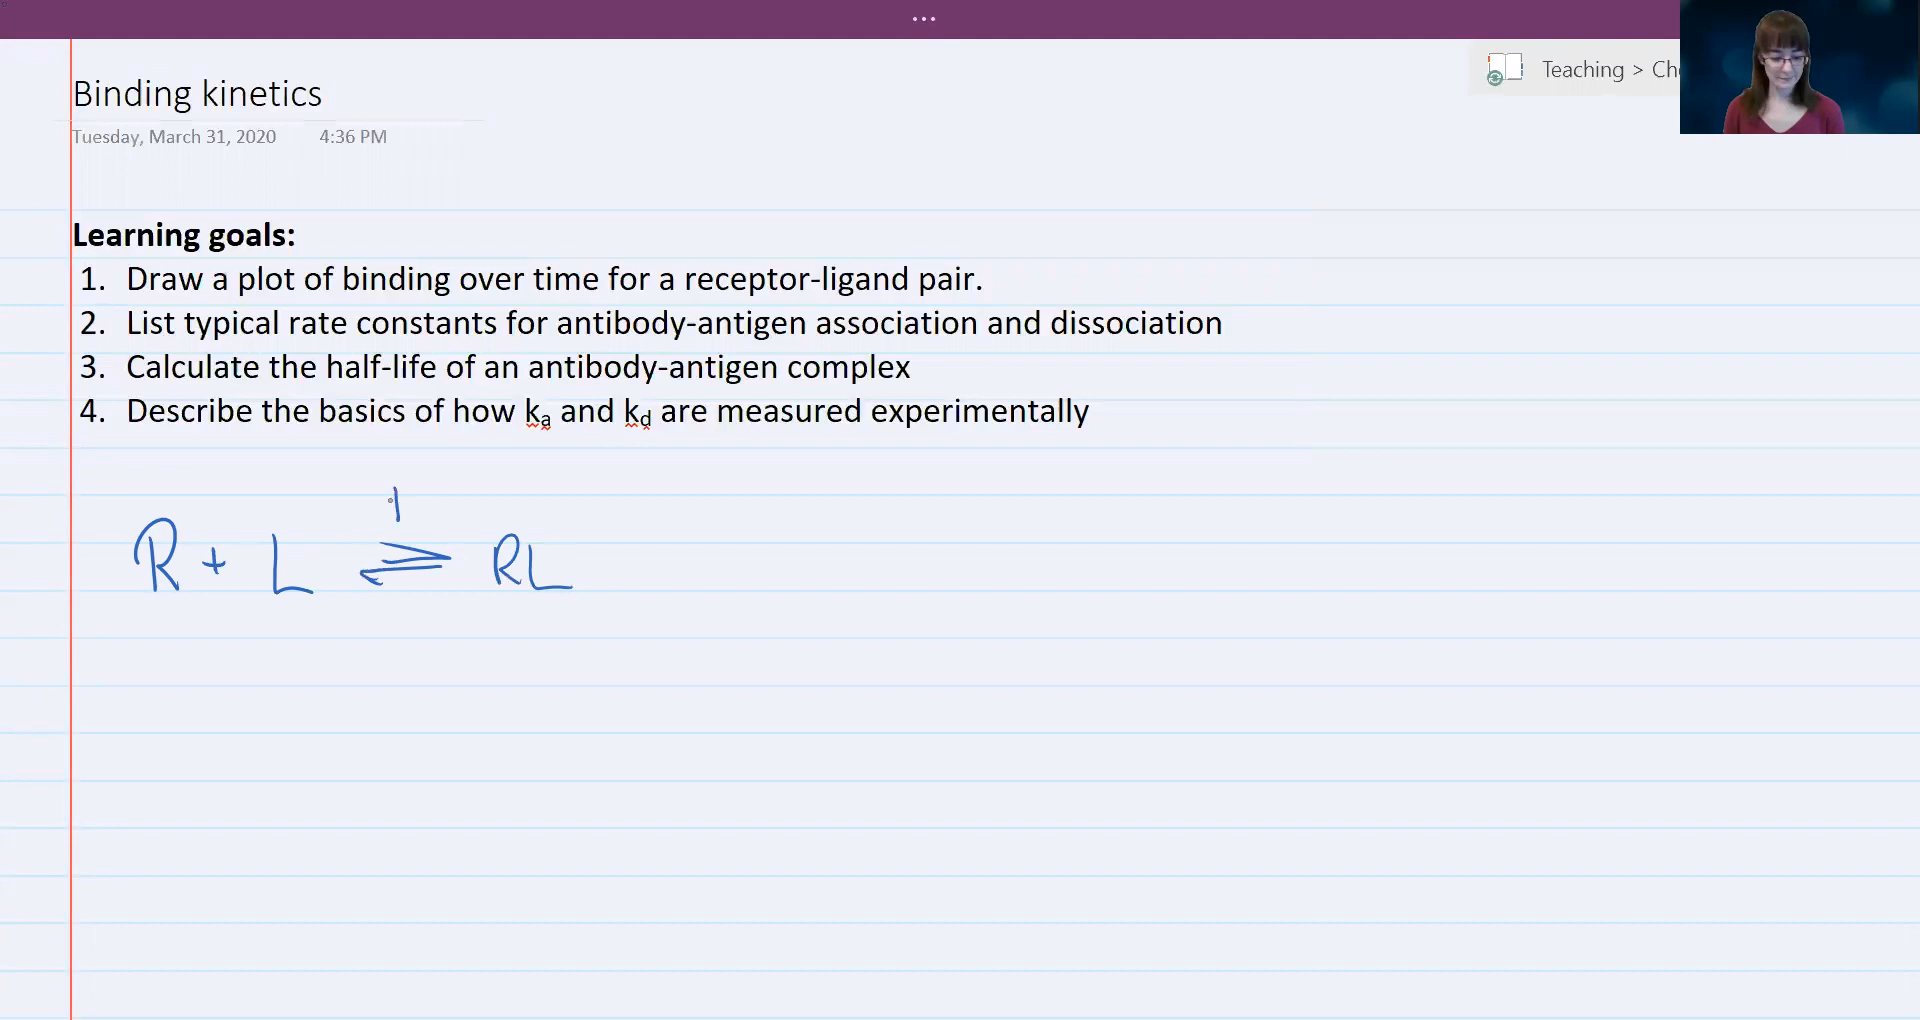 Teaching > Ch
Binding kinetics
Tuesday, March 31, 2020 4:36 PM
Learning goals:
1. Draw a plot of binding over time for a receptor-ligand pair.
2. List typical rate constants for antibody-antigen association and dissociation
3. Calculate the half-life of an antibody-antigen complex
4. Describe the basics of how ka and kd are measured experimentally
R + L ⇌ RL